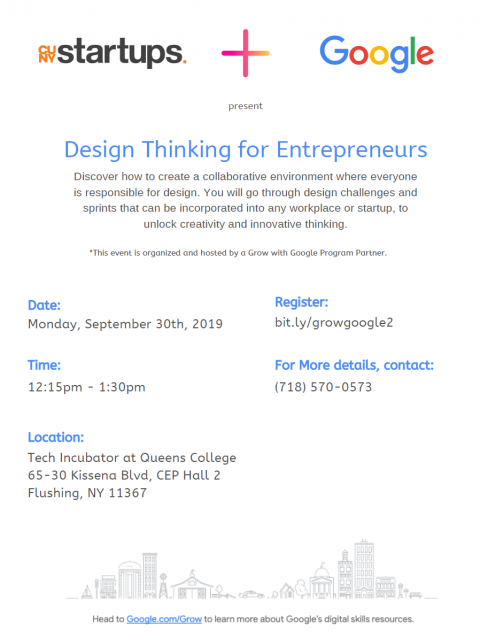 CUNY startups.
Google
present
Design Thinking for Entrepreneurs
Discover how to create a collaborative environment where everyone
is responsible for design. You will go through design challenges and
sprints that can be incorporated into any workplace or startup, to
unlock creativity and innovative thinking.
*This event is organized and hosted by a Grow with Google Program Partner.
Date:
Monday, September 30th, 2019
Register:
bit.ly/growgoogle2
Time:
12:15pm - 1:30pm
For More details, contact:
(718) 570-0573
Location:
Tech Incubator at Queens College
65-30 Kissena Blvd, CEP Hall 2
Flushing, NY 11367
Head to Google.com/Grow to learn more about Google's digital skills resources.